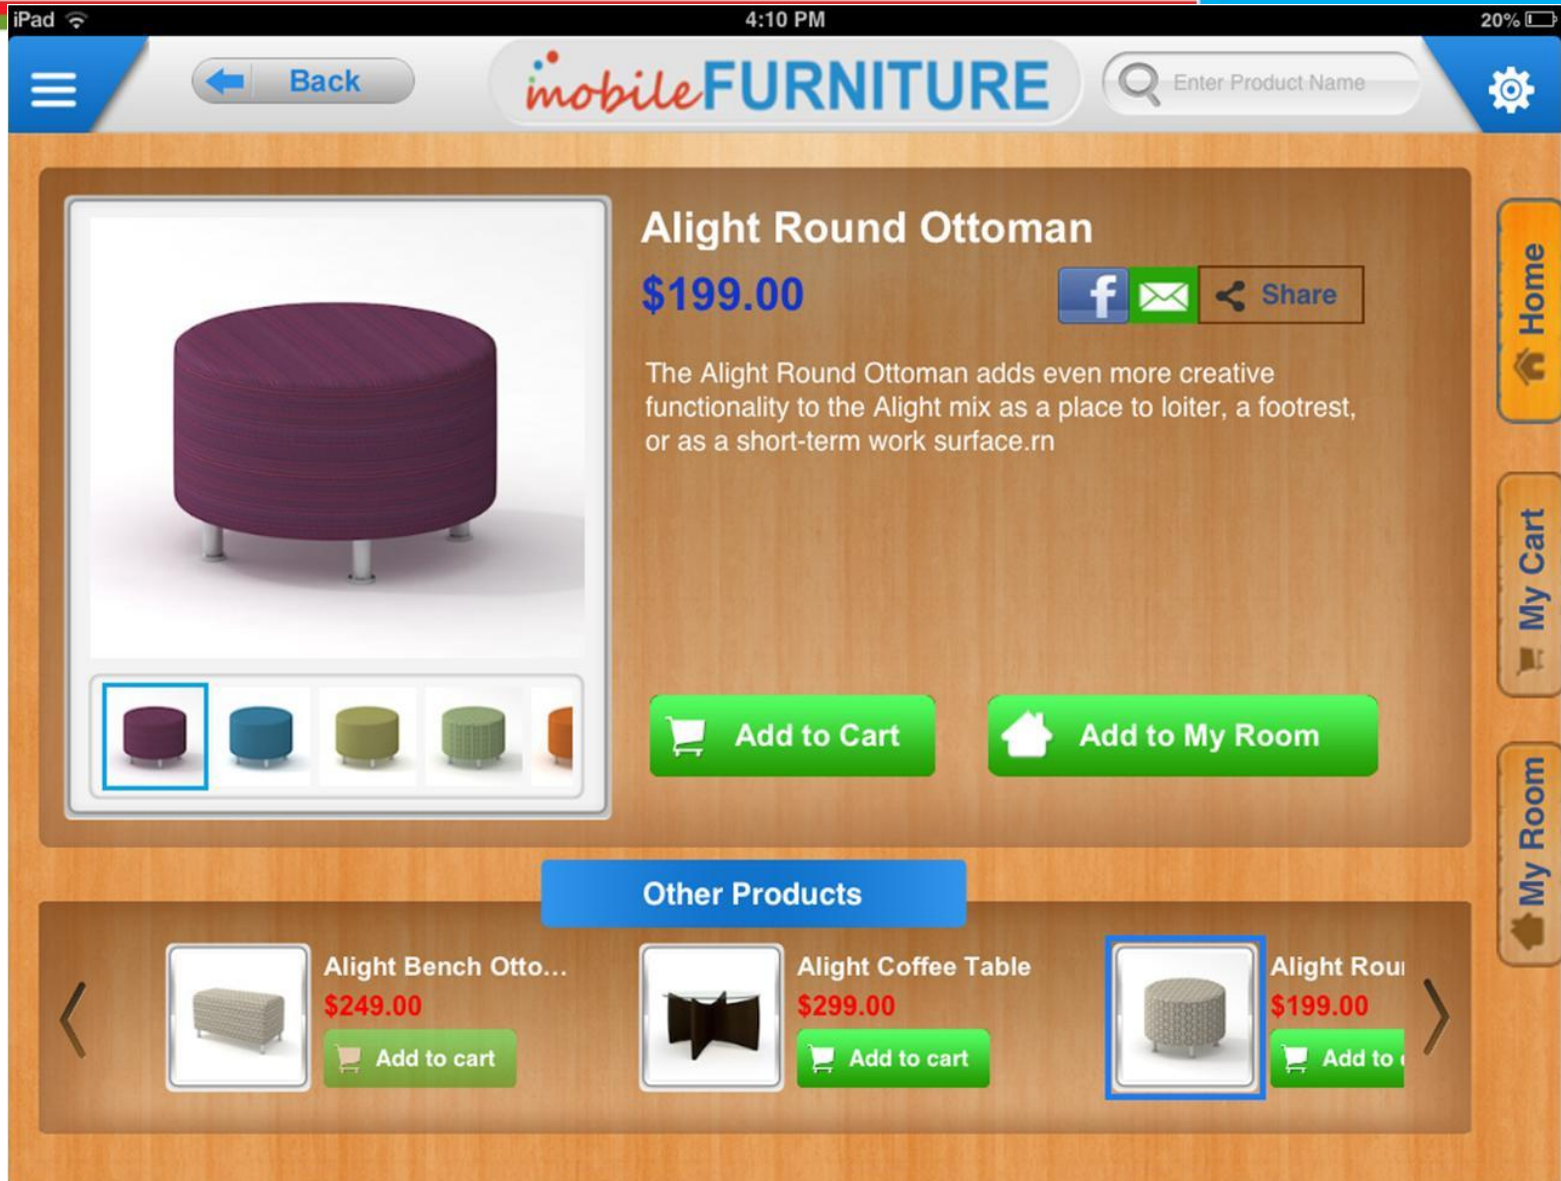 iPad
4:10 PM
20%
Back
mobileFURNITURE
Enter Product Name
Alight Round Ottoman
$199.00
f
Share
The Alight Round Ottoman adds even more creative
functionality to the Alight mix as a place to loiter, a footrest,
or as a short-term work surface.rn
Add to Cart
Add to My Room
Home
My Cart
My Room
Other Products
Alight Bench Otto...
$249.00
Add to cart
Alight Coffee Table
$299.00
Add to cart
Alight Rou
$199.00
Add to